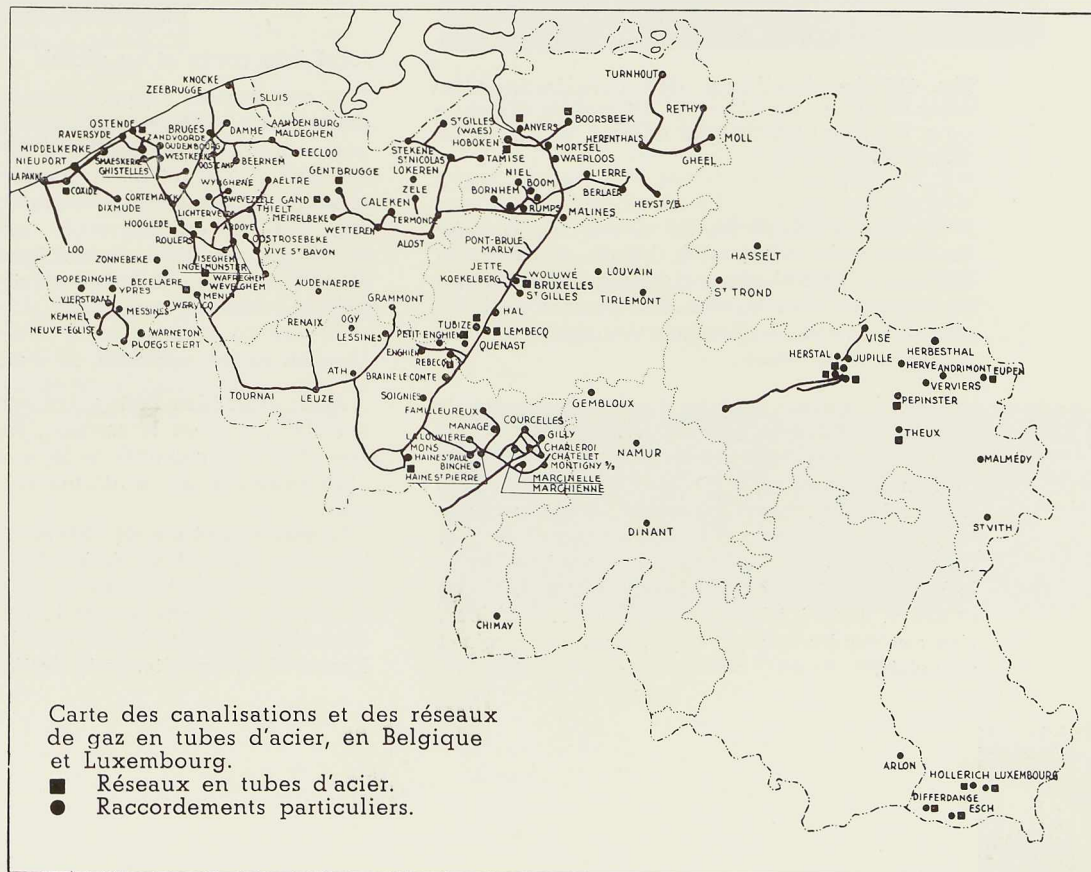 KNOCKE
ZEEBRUGGE
SLUIS
OSTENDE
RAVERSYDE
ZANDVOORDE
BRUGES
DAMME
AANDENBURG
MALDEGHEN
MIDDELKERKE
OUDENBOURG
NIEUPORT
SNAESKERKE
WESTKERKE
OOSTCAMP
BEERNEM
EECLOO
GHISTELLES
LA PANNE
COXIDE
CORTEMARCK
DIXMUDE
WYNGHENE
SWEVEZEELE
AELTRE
GENTBRUGGE
GAND
LICHTERVELDE
THIELT
MEIRELBEKE
HOOGLEDE
ARDOYE
ROULERS
OOSTROSEBEKE
LOO
ISEGHEM
VIVE ST BAVON
ZONNEBEKE
INGELMUNSTER
POPERINGHE
BECELAERE
WAFREGHEM
WEVELGHEM
YPRES
MENIN
VIERSTRAAT
MESSINES
WERVICQ
KEMMEL
NEUVE-EGLISE
WARNETON
PLOEGSTEERT
AUDENAERDE
ST GILLES
(WAES)
STEKENE
ST NICOLAS
LOKEREN
TAMISE
ZELE
CALEKEN
TERMONDE
WETTEREN
ALOST
ANVERS
HOBOKEN
BOORSBEEK
MORTSEL
WAERLOOS
NIEL
BOOM
BORNHEM
RUMPS
LIERRE
BERLAER
MALINES
HEYST O/B.
TURNHOUT
RETHY
HERENTHALS
MOLL
GHEEL
PONT-BRULE
MARLY
JETTE
KOEKELBERG
WOLUWE
BRUXELLES
ST GILLES
LOUVAIN
TIRLEMONT
HASSELT
ST TROND
GRAMMONT
RENAIX
OGY
LESSINES
HAL
TUBIZE
LEMBECQ
PETIT-ENGHIEN
QUENAST
ENGHIEN
REBECQ
ATH
BRAINE LE COMTE
TOURNAI
LEUZE
SOIGNIES
FAMILLEUREUX
MANAGE
COURCELLES
GILLY
LA LOUVIERE
CHARLEROI
MONS
CHÂTELET
HAINE ST PAUL
MONTIGNY S/S
BINCHE
HAINE ST PIERRE
MARCINELLE
MARCHIENNE
GEMBLOUX
NAMUR
DINANT
CHIMAY
VISE
HERSTAL
JUPILLE
HERBESTHAL
HERVE
ANDRIMONT
EUPEN
VERVIERS
PEPINSTER
THEUX
MALMÉDY
ST VITH
ARLON
HOLLERICH
LUXEMBOURG
DIFFERDANGE
ESCH
Carte des canalisations et des réseaux
de gaz en tubes d'acier, en Belgique
et Luxembourg.
Réseaux en tubes d'acier.
Raccordements particuliers.